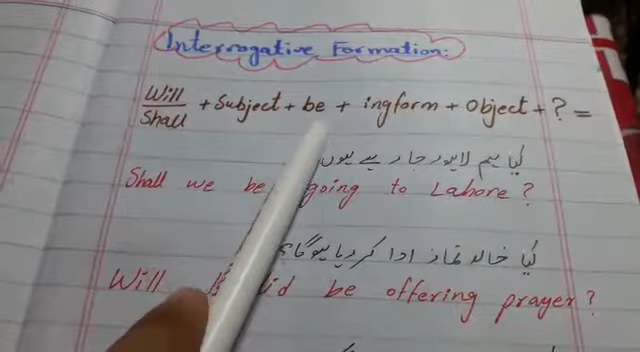 Interrogative Formation:
Will/Shall + Subject + be + ingform + Object + ? =
کیا ہم لاہور جا رہے ہوں
Shall we be going to Lahore?
کیا خالد نماز ادا کر رہا ہوگا؟
Will be offering prayer?